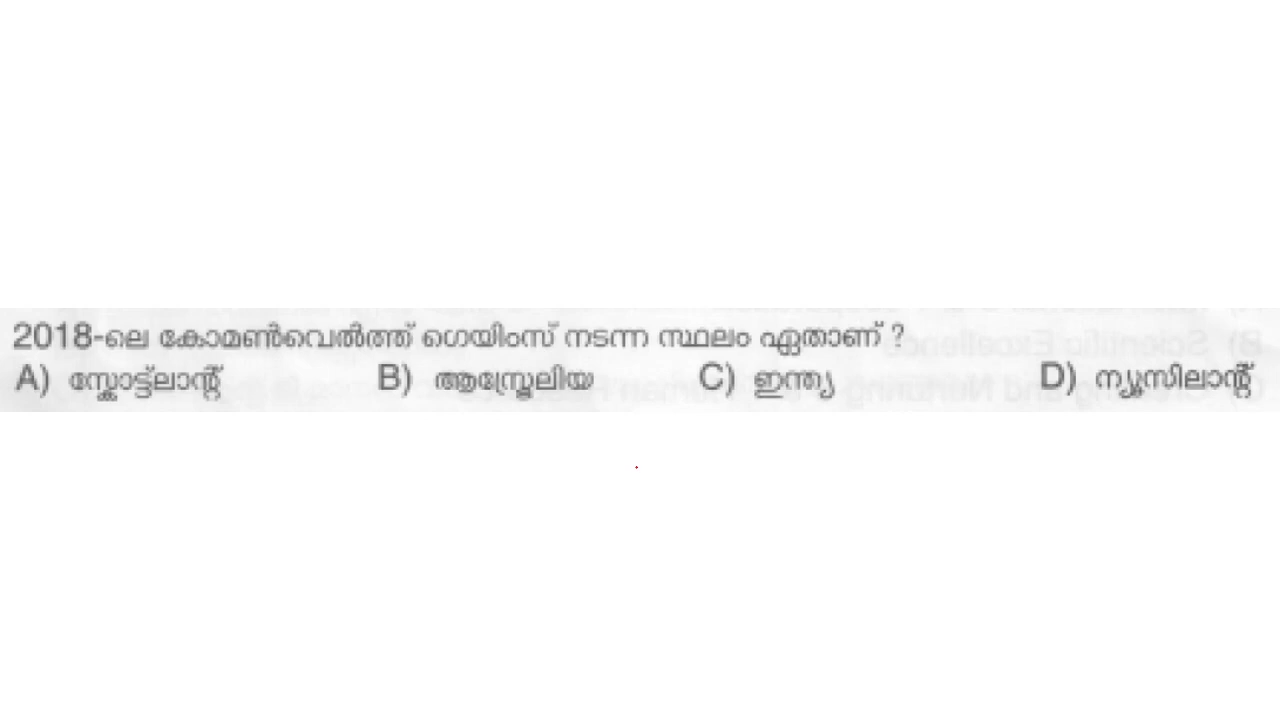 2018-ലെ കോമൺവെൽത്ത് ഗെയിംസ് നടന്ന സ്ഥലം ഏതാണ് ?
A) സ്കോട്ട്ലാന്റ് B) ആസ്ട്രേലിയ C) ഇന്ത്യ D) ന്യൂസിലാന്റ്